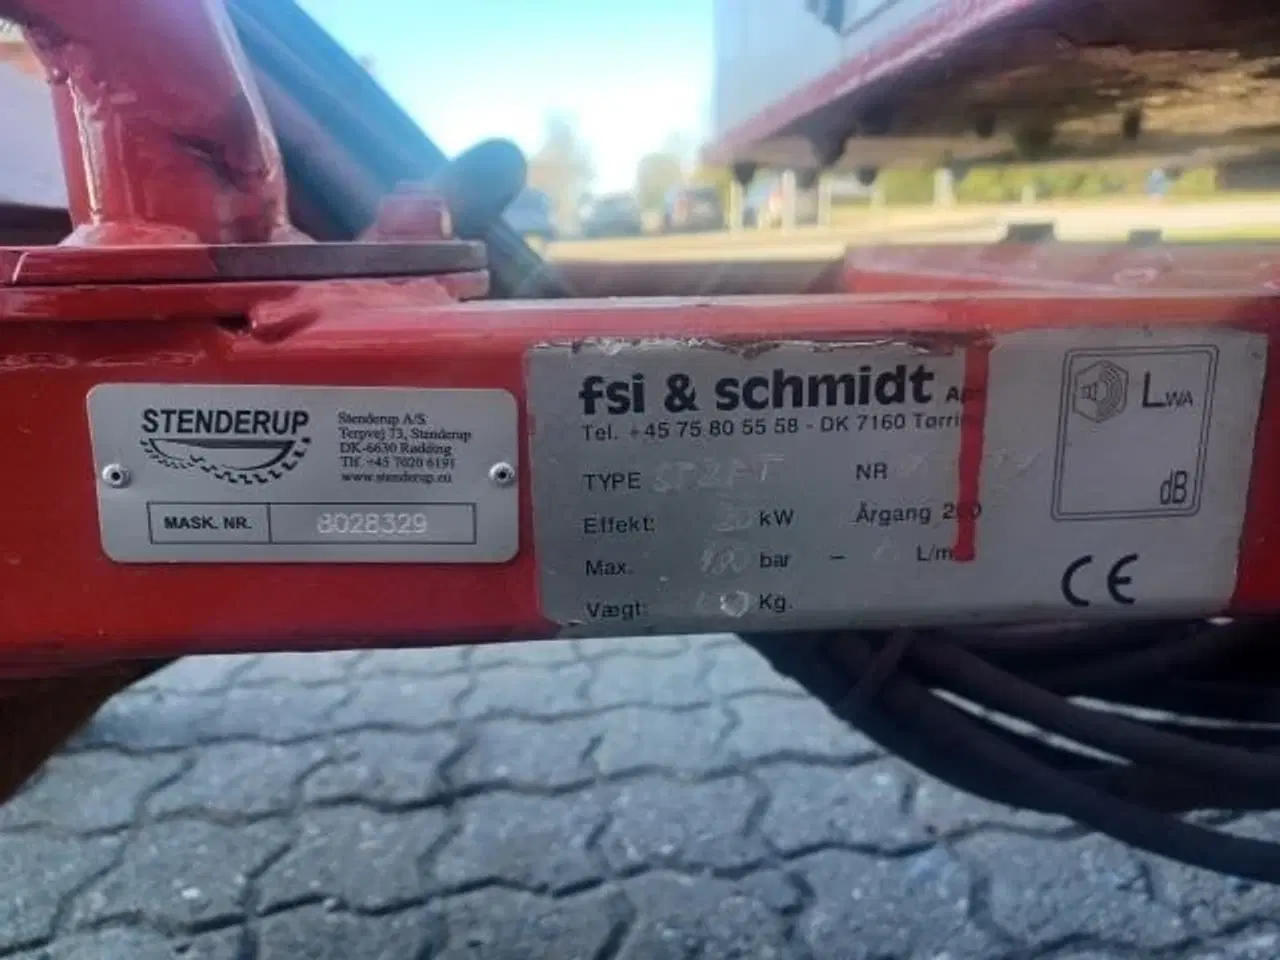 STENDERUP
Stenderup A/S
Terpvej 73, Stenderup
DK-6630 Rødding
Tlf. +45 7020 6191
www.stenderup.eu
MASK. NR. 8028329
fsi & schmidt
Tel. +45 75 80 55 58 - DK 7160
TYPE NR
Effekt: kW Årgang
Max. bar - L/m
Vægt: Kg.
LWA
dB
CE